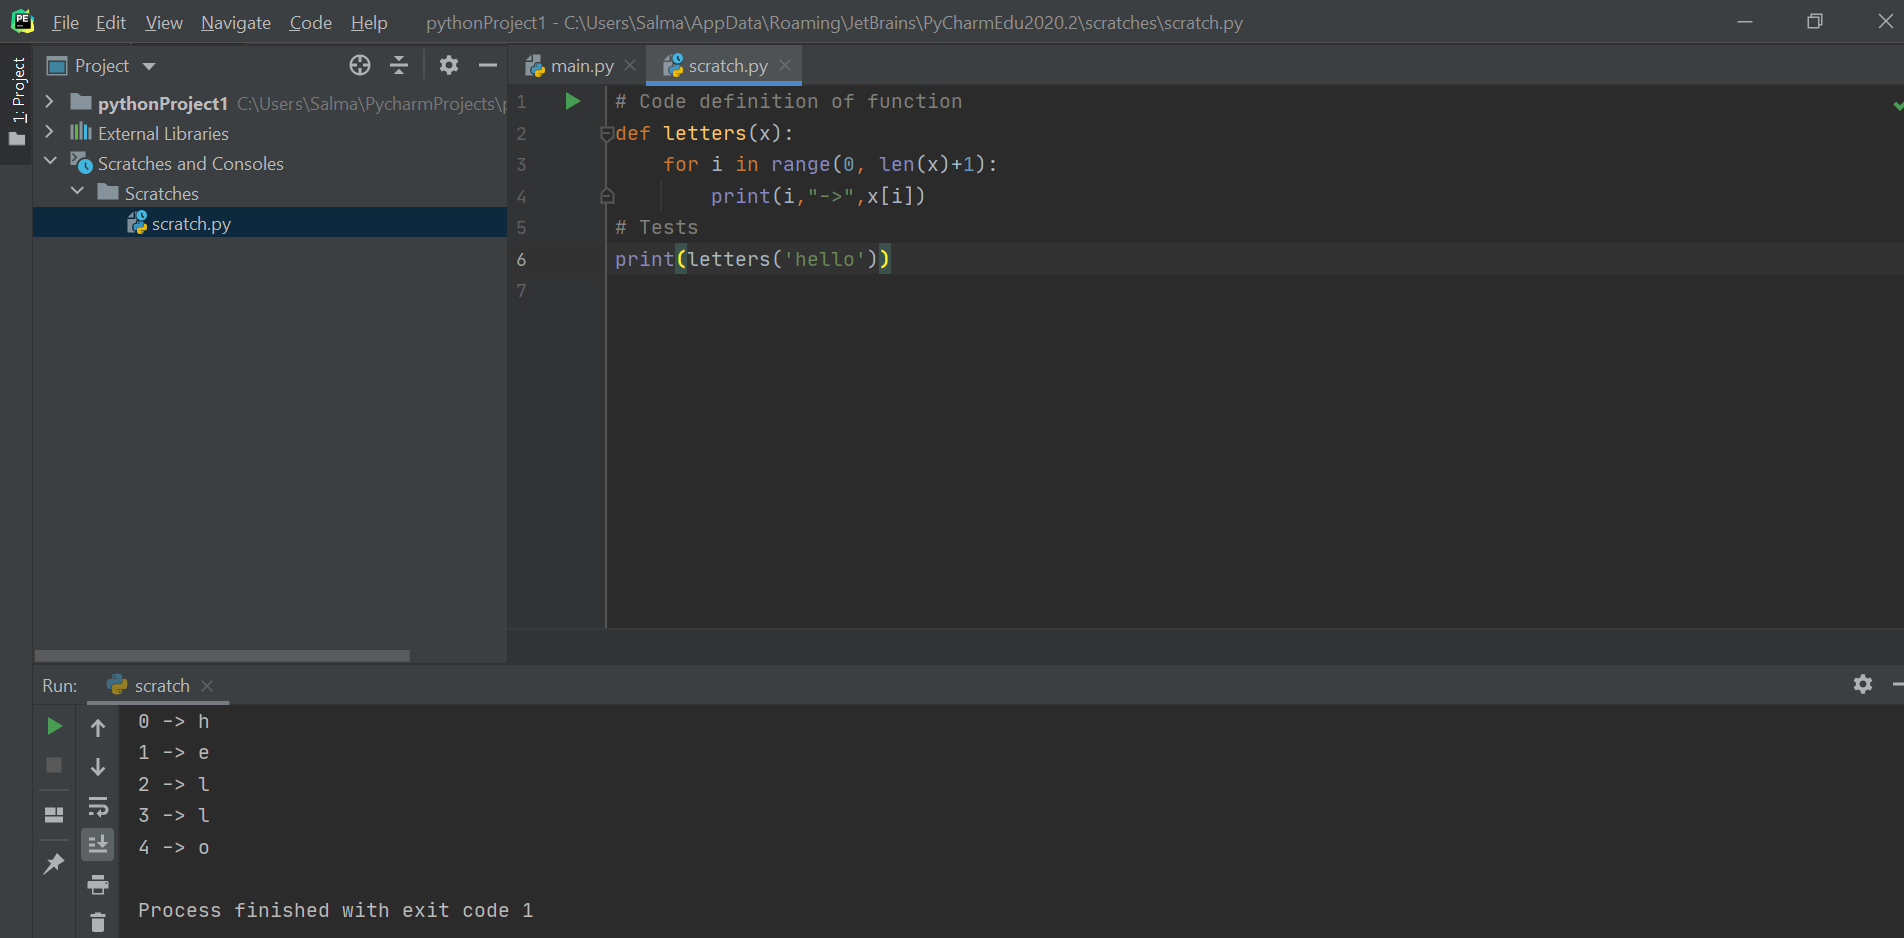 File Edit View Navigate Code Help pythonProject1 - C:\Users\Salma\AppData\Roaming\JetBrains\PyCharmEdu2020.2\scratches\scratch.py
1: Project
Project
pythonProject1 C:\Users\Salma\PycharmProjects\p
External Libraries
Scratches and Consoles
Scratches
scratch.py
main.py scratch.py
1 # Code definition of function
2 def letters(x):
3 for i in range(0, len(x)+1):
4 print(i,"->",x[i])
5 # Tests
6 print(letters('hello'))
7
Run: scratch
0 -> h
1 -> e
2 -> l
3 -> l
4 -> o
Process finished with exit code 1